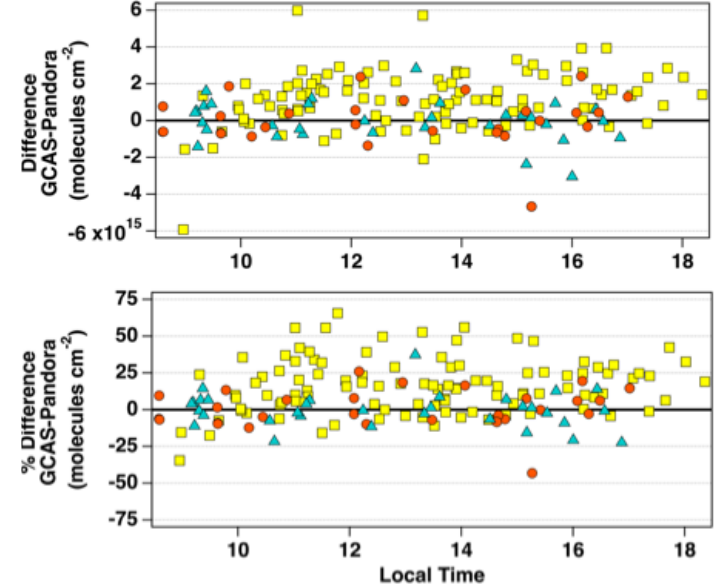 Difference
GCAS-Pandora
(molecules cm⁻²)
6
4
2
0
-2
-4
-6 x10¹⁵
10 12 14 16 18
% Difference
GCAS-Pandora
(molecules cm⁻²)
75
50
25
0
-25
-50
-75
10 12 14 16 18
Local Time